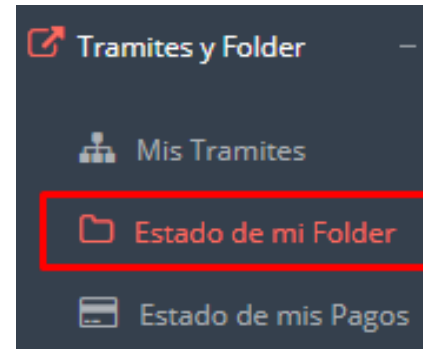 Tramites y Folder
Mis Tramites
Estado de mi Folder
Estado de mis Pagos